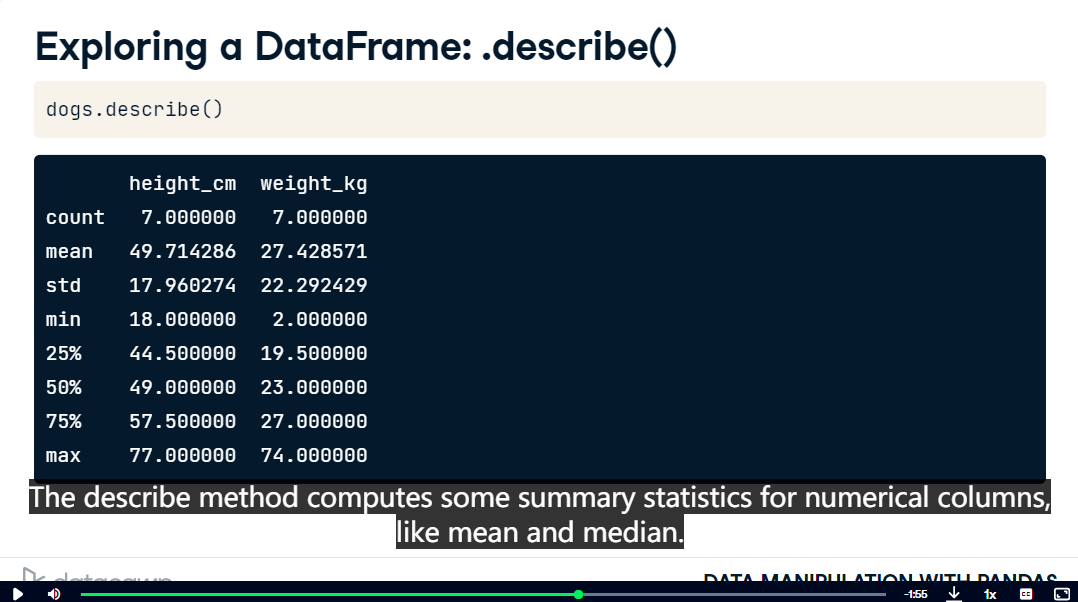 Exploring a DataFrame: .describe()
dogs.describe()
height_cm weight_kg
count 7.000000 7.000000
mean 49.714286 27.428571
std 17.960274 22.292429
min 18.000000 2.000000
25% 44.500000 19.500000
50% 49.000000 23.000000
75% 57.500000 27.000000
max 77.000000 74.000000
The describe method computes some summary statistics for numerical columns,
like mean and median.
datacamp DATA MANIPULATION WITH PANDAS
-1:55 1x CC